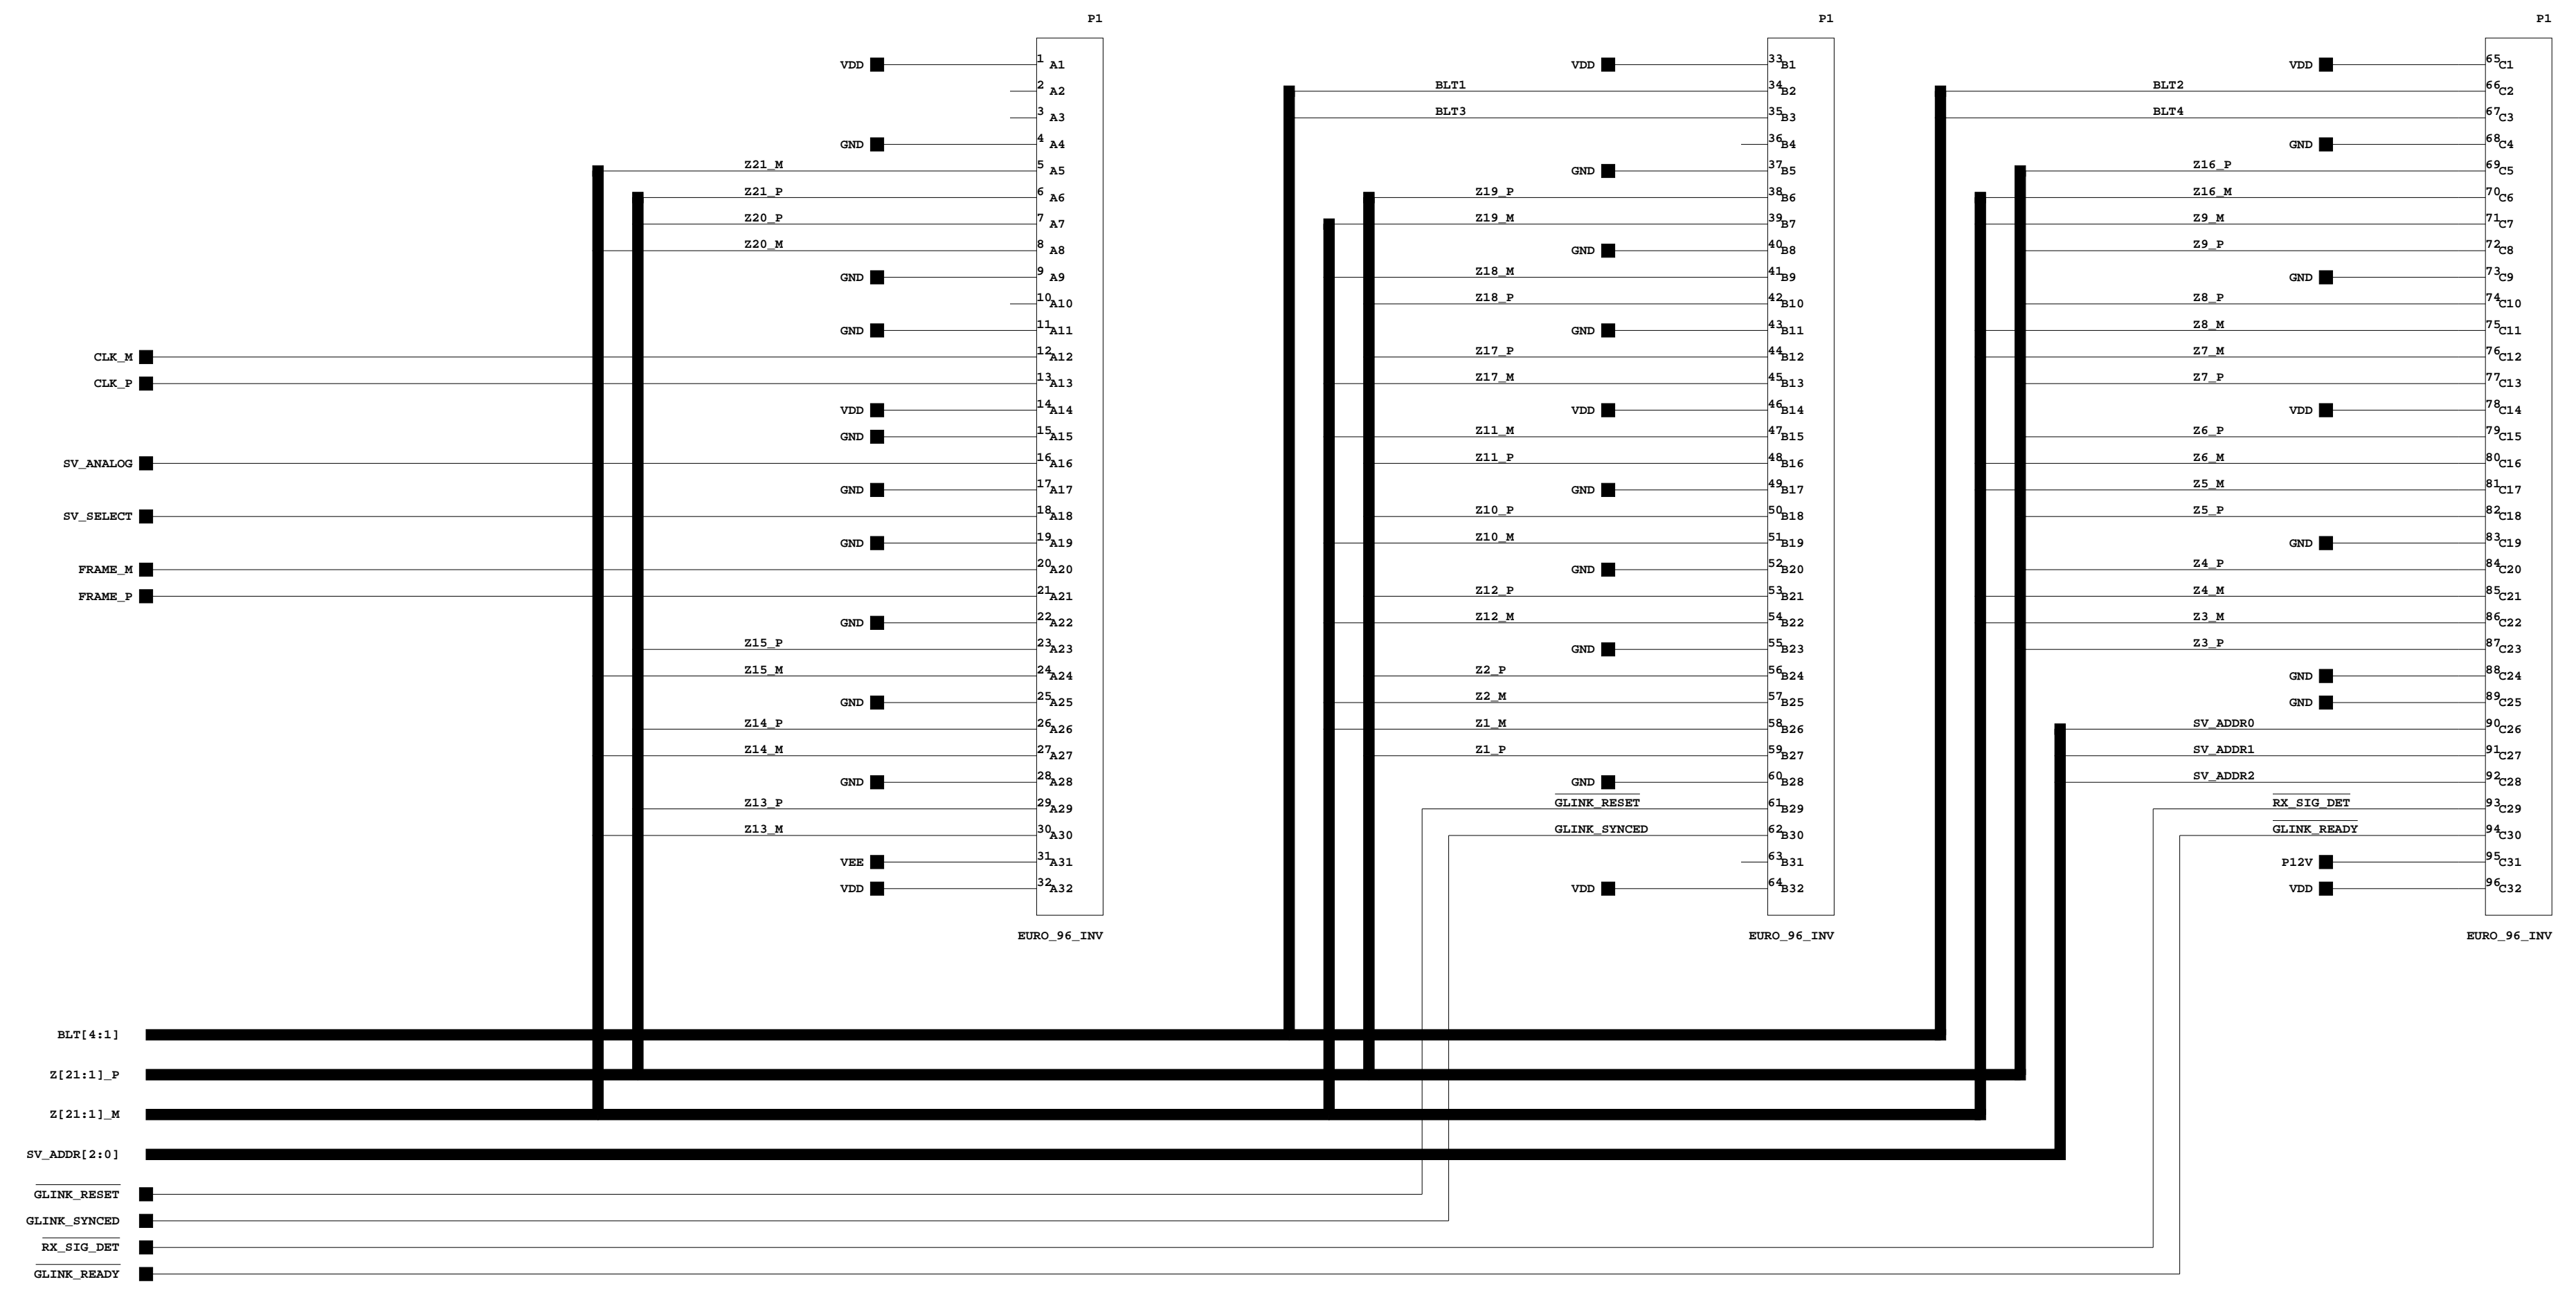 P1 P1 P1
VDD 1 A1 VDD 33 B1 VDD 65 C1
2 A2 BLT1 34 B2 BLT2 66 C2
3 A3 BLT3 35 B3 BLT4 67 C3
GND 4 A4 36 B4 GND 68 C4
Z21_M 5 A5 GND 37 B5 Z16_P 69 C5
Z21_P 6 A6 Z19_P 38 B6 Z16_M 70 C6
Z20_P 7 A7 Z19_M 39 B7 Z9_M 71 C7
Z20_M 8 A8 GND 40 B8 Z9_P 72 C8
GND 9 A9 Z18_M 41 B9 GND 73 C9
10 A10 Z18_P 42 B10 Z8_P 74 C10
GND 11 A11 GND 43 B11 Z8_M 75 C11
CLK_M 12 A12 Z17_P 44 B12 Z7_M 76 C12
CLK_P 13 A13 Z17_M 45 B13 Z7_P 77 C13
VDD 14 A14 VDD 46 B14 VDD 78 C14
GND 15 A15 Z11_M 47 B15 Z6_P 79 C15
SV_ANALOG 16 A16 Z11_P 48 B16 Z6_M 80 C16
GND 17 A17 GND 49 B17 Z5_M 81 C17
SV_SELECT 18 A18 Z10_P 50 B18 Z5_P 82 C18
GND 19 A19 Z10_M 51 B19 GND 83 C19
FRAME_M 20 A20 GND 52 B20 Z4_P 84 C20
FRAME_P 21 A21 Z12_P 53 B21 Z4_M 85 C21
GND 22 A22 Z12_M 54 B22 Z3_M 86 C22
Z15_P 23 A23 GND 55 B23 Z3_P 87 C23
Z15_M 24 A24 Z2_P 56 B24 GND 88 C24
GND 25 A25 Z2_M 57 B25 GND 89 C25
Z14_P 26 A26 Z1_M 58 B26 SV_ADDR0 90 C26
Z14_M 27 A27 Z1_P 59 B27 SV_ADDR1 91 C27
GND 28 A28 GND 60 B28 SV_ADDR2 92 C28
Z13_P 29 A29 GLINK_RESET 61 B29 RX_SIG_DET 93 C29
Z13_M 30 A30 GLINK_SYNCED 62 B30 GLINK_READY 94 C30
VEE 31 A31 63 B31 P12V 95 C31
VDD 32 A32 VDD 64 B32 VDD 96 C32
EURO_96_INV EURO_96_INV EURO_96_INV
BLT[4:1]
Z[21:1]_P
Z[21:1]_M
SV_ADDR[2:0]
GLINK_RESET
GLINK_SYNCED
RX_SIG_DET
GLINK_READY